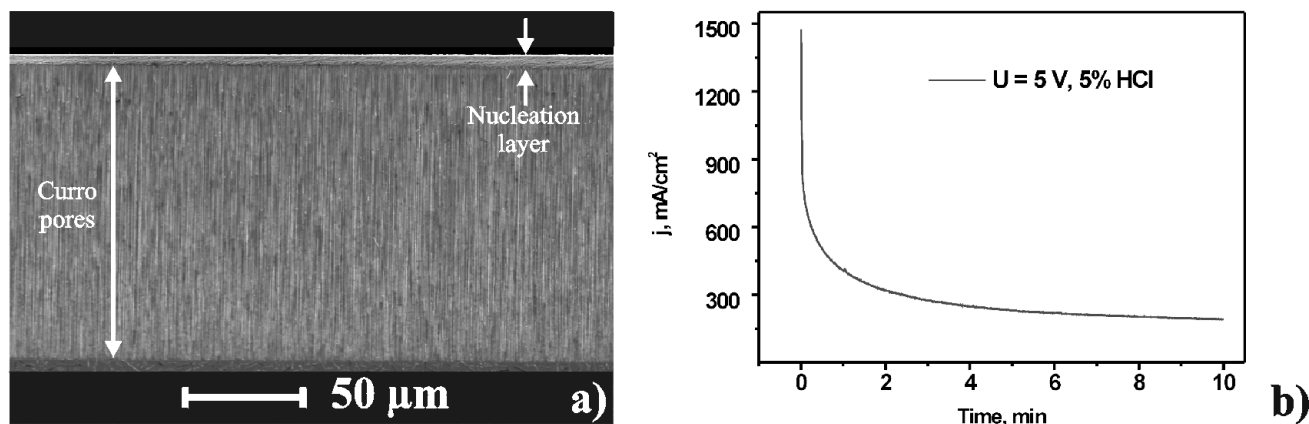 Nucleation
layer
Curro
pores
50 µm
a)
1500
1200
900
600
300
j, mA/cm²
U = 5 V, 5% HCl
0
2
4
6
8
10
Time, min
b)